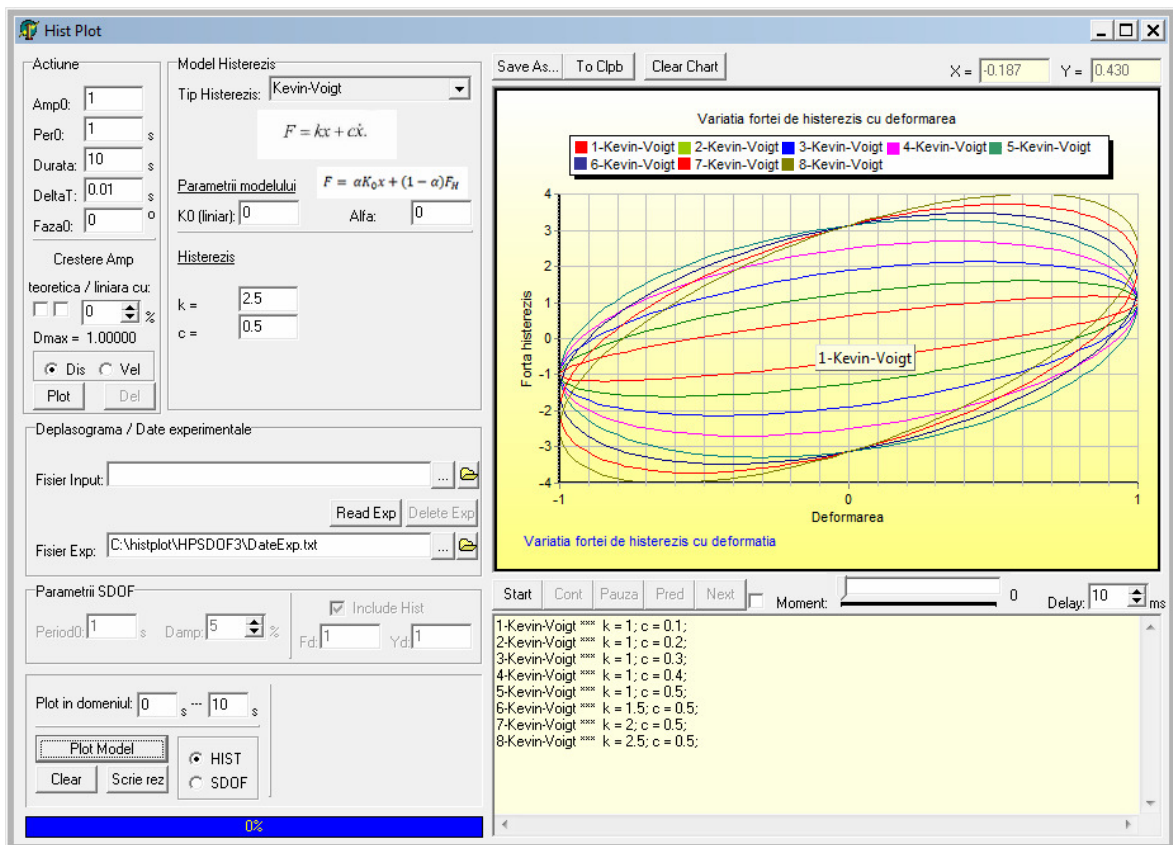 Hist Plot
Actiune
Amp0: 1
Per0: 1 s
Durata: 10 s
DeltaT: 0.01 s
Faza0: 0 o
Crestere Amp
teoretica / liniara cu:
0 %
Dmax = 1.00000
Dis Vel
Plot Del
Model Histerezis
Tip Histerezis: Kevin-Voigt
F = kx + cẋ.
Parametrii modelului F = αK₀x + (1 − α)F_H
K0 (liniar): 0 Alfa: 0
Histerezis
k = 2.5
c = 0.5
Deplasograma / Date experimentale
Fisier Input: ...
Read Exp Delete Exp
Fisier Exp: C:\histplot\HPSDOF3\DateExp.txt ...
Parametrii SDOF
Include Hist
Period0: 1 s Damp: 5 % Fd: 1 Yd: 1
Plot in domeniul: 0 s --- 10 s
Plot Model
Clear Scrie rez
HIST
SDOF
0%
Save As... To Clpb Clear Chart X = -0.187 Y = 0.430
Variatia fortei de histerezis cu deformarea
1-Kevin-Voigt 2-Kevin-Voigt 3-Kevin-Voigt 4-Kevin-Voigt 5-Kevin-Voigt
6-Kevin-Voigt 7-Kevin-Voigt 8-Kevin-Voigt
Forta histerezis
4
3
2
1
0
-1
-2
-3
-4
1-Kevin-Voigt
-1 0 1
Deformarea
Variatia fortei de histerezis cu deformatia
Start Cont Pauza Pred Next Moment: 0 Delay: 10 ms
1-Kevin-Voigt *** k = 1; c = 0.1;
2-Kevin-Voigt *** k = 1; c = 0.2;
3-Kevin-Voigt *** k = 1; c = 0.3;
4-Kevin-Voigt *** k = 1; c = 0.4;
5-Kevin-Voigt *** k = 1; c = 0.5;
6-Kevin-Voigt *** k = 1.5; c = 0.5;
7-Kevin-Voigt *** k = 2; c = 0.5;
8-Kevin-Voigt *** k = 2.5; c = 0.5;